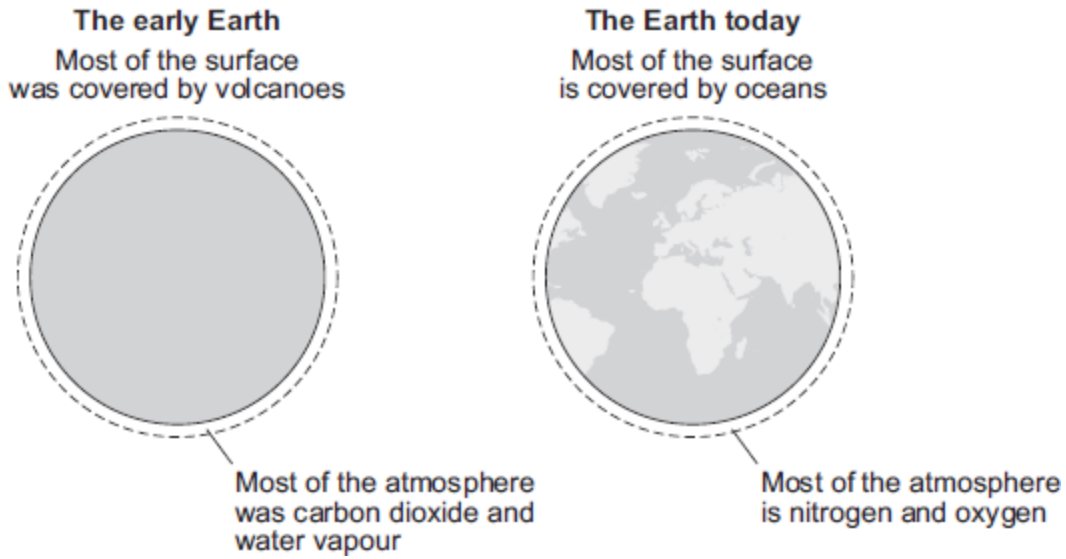 The early Earth
Most of the surface
was covered by volcanoes
Most of the atmosphere
was carbon dioxide and
water vapour
The Earth today
Most of the surface
is covered by oceans
Most of the atmosphere
is nitrogen and oxygen